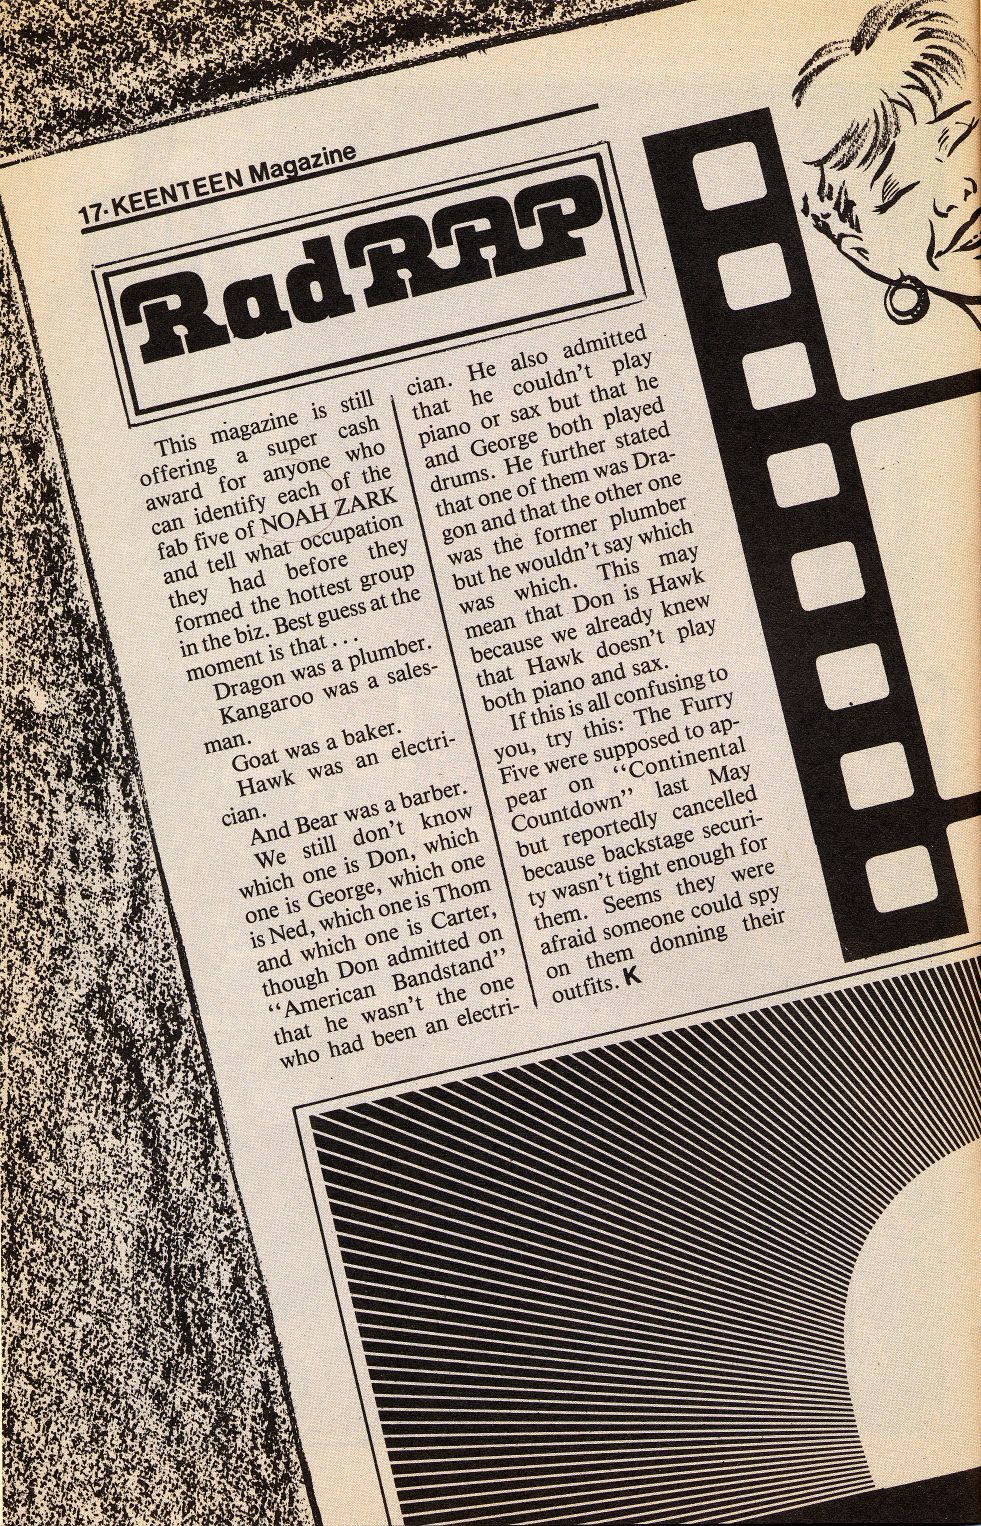 17·KEENTEEN Magazine
RadRAP
This magazine is still
offering a super cash
award for anyone who
can identify each of the
fab five of NOAH ZARK
and tell what occupation
they had before they
formed the hottest group
in the biz. Best guess at the
moment is that . . .
Dragon was a plumber.
Kangaroo was a sales-
man.
Goat was a baker.
Hawk was an electri-
cian.
And Bear was a barber.
We still don't know
which one is Don, which
one is George, which one
is Ned, which one is Thom
and which one is Carter,
though Don admitted on
"American Bandstand"
that he wasn't the one
who had been an electri-
cian. He also admitted
that he couldn't play
piano or sax but that he
and George both played
drums. He further stated
that one of them was Dra-
gon and that the other one
was the former plumber
but he wouldn't say which
was which. This may
mean that Don is Hawk
because we already knew
that Hawk doesn't play
both piano and sax.
If this is all confusing to
you, try this: The Furry
Five were supposed to ap-
pear on "Continental
Countdown" last May
but reportedly cancelled
because backstage securi-
ty wasn't tight enough for
them. Seems they were
afraid someone could spy
on them donning their
outfits. K